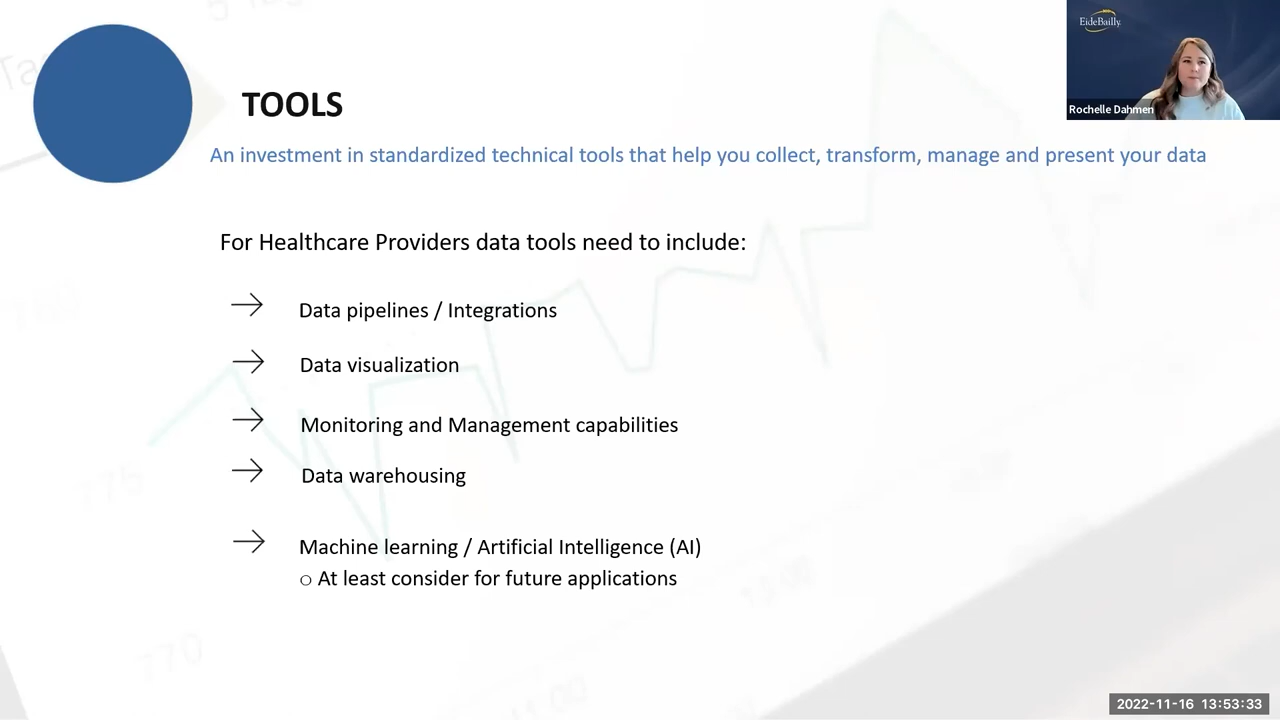 EideBailly.
Rochelle Dahmen
TOOLS
An investment in standardized technical tools that help you collect, transform, manage and present your data
For Healthcare Providers data tools need to include:
→ Data pipelines / Integrations
→ Data visualization
→ Monitoring and Management capabilities
→ Data warehousing
→ Machine learning / Artificial Intelligence (AI)
○ At least consider for future applications
775
770
2022-11-16 13:53:33